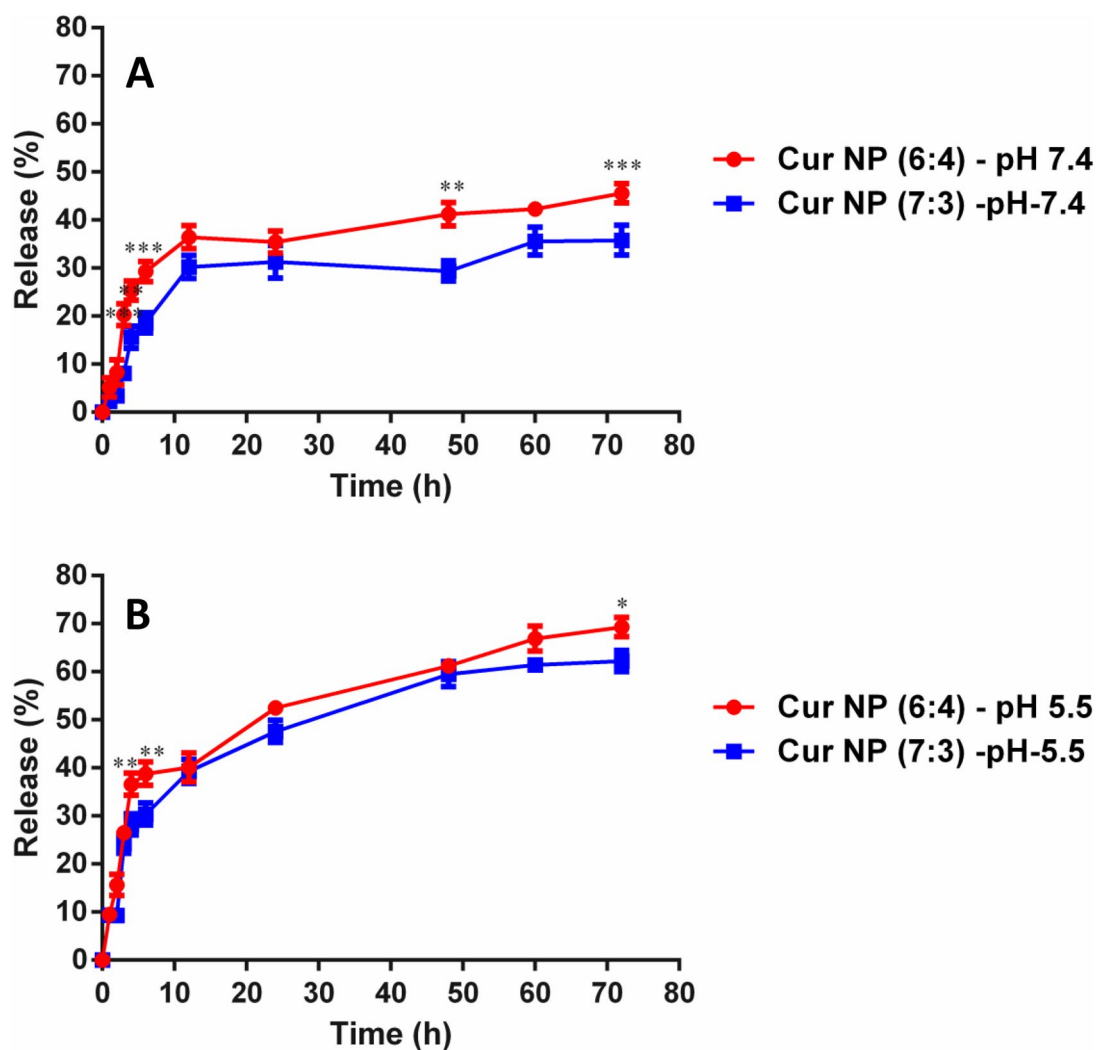 A
80
70
60
50
40
30
20
10
0
Release (%)
***
**
***
**
***
0 10 20 30 40 50 60 70 80
Time (h)
Cur NP (6:4) - pH 7.4
Cur NP (7:3) -pH-7.4
B
80
70
60
50
40
30
20
10
0
Release (%)
**
**
*
0 10 20 30 40 50 60 70 80
Time (h)
Cur NP (6:4) - pH 5.5
Cur NP (7:3) -pH-5.5